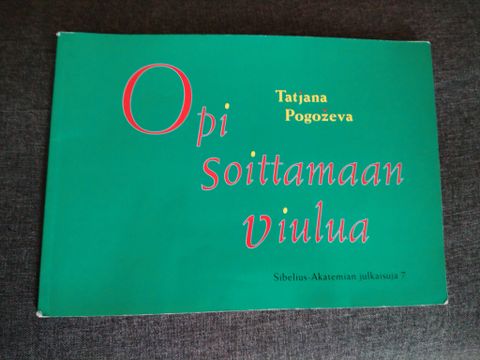 Opi
Tatjana
Pogoževa
soittamaan
viulua
Sibelius-Akatemian julkaisuja 7